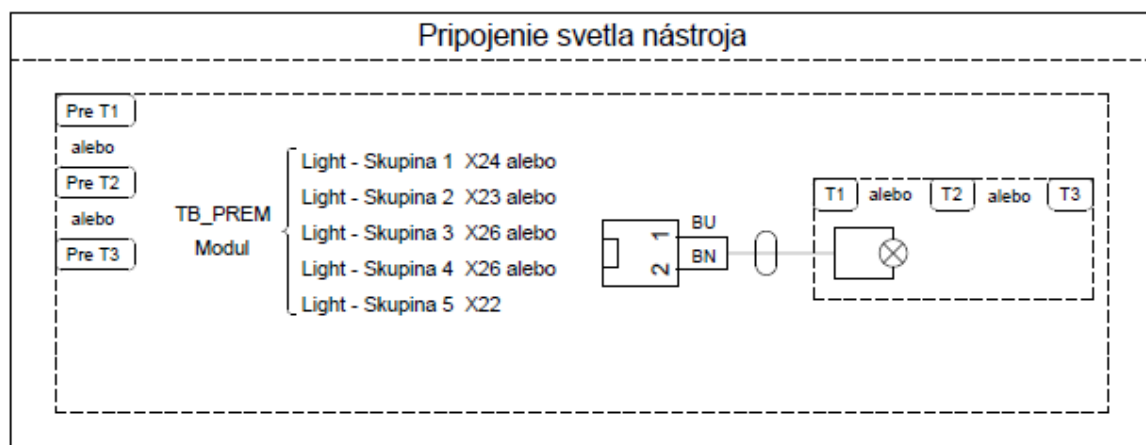 Pripojenie svetla nástroja
Pre T1
alebo
Pre T2
alebo
Pre T3
TB_PREM
Modul
Light - Skupina 1 X24 alebo
Light - Skupina 2 X23 alebo
Light - Skupina 3 X26 alebo
Light - Skupina 4 X26 alebo
Light - Skupina 5 X22
1 BU
2 BN
T1 alebo T2 alebo T3